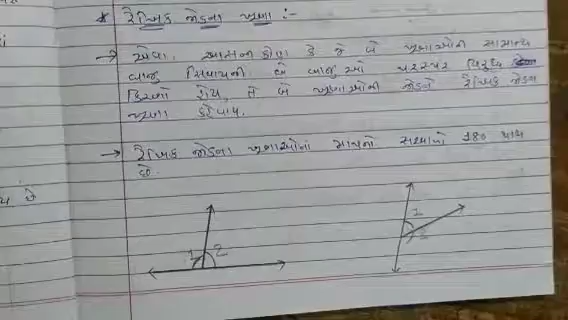 * રૈખિક જોડના ખૂણા :-
→ એવા આસન્ન કોણ કે જે બે ખૂણાઓની સામાન્ય
બાજુ સિવાયની બે બાજુઓ પરસ્પર વિરુધ્ધ
કિરણો હોય, તે બે ખૂણાઓની જોડને રૈખિક જોડના
ખૂણા કહેવાય.
→ રૈખિક જોડના ખૂણાઓનાં માપનો સરવાળો 180 થાય
છે.
1 2
1
2